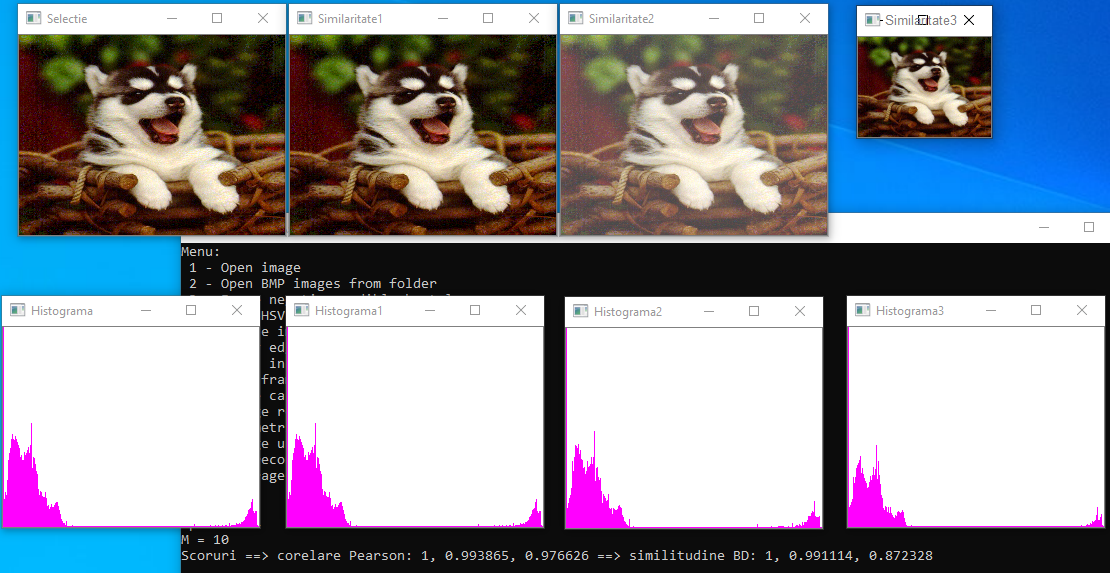 Selectie
Similaritate1
Similaritate2
Similaritate3
Menu:
1 - Open image
2 - Open BMP images from folder
Histograma
Histograma1
Histograma2
Histograma3
HSV
e i
ed
in
fra
ca
e r
etr
e u
eco
age
M = 10
Scoruri ==> corelare Pearson: 1, 0.993865, 0.976626 ==> similitudine BD: 1, 0.991114, 0.872328